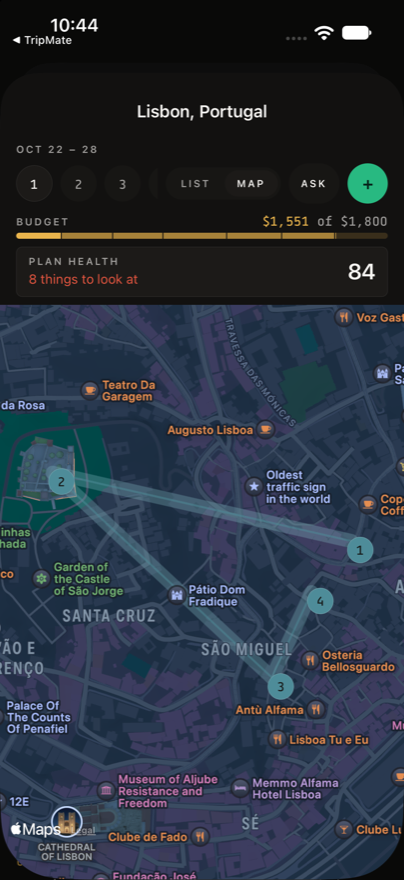 10:44
◀ TripMate
Lisbon, Portugal
OCT 22 – 28
1 2 3 LIST MAP ASK +
BUDGET $1,551 of $1,800
PLAN HEALTH
8 things to look at
84
Voz Gast
TRAVESSA DAS MÓNICAS
Teatro Da
Garagem
da Rosa
Augusto Lisboa
Oldest
traffic sign
in the world
2
1
inhas
hada
Garden of
the Castle
of São Jorge
Pátio Dom
Fradique
4
SANTA CRUZ
SÃO MIGUEL
ÃO E
RENÇO
Osteria
Bellosguardo
3
Antù Alfama
Palace Of
The Counts
Of Penafiel
Lisboa Tu e Eu
Museum of Aljube
Resistance and
Freedom
Memmo Alfama
Hotel Lisboa
12E
Maps
Legal
SÉ
Clube de Fado
Clube Lu
CATHEDRAL
OF LISBON
Fundação José